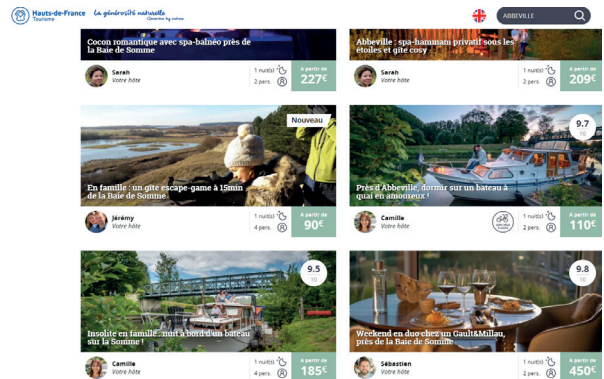 Hauts-de-France
Tourisme
La générosité naturelle
Generous by nature
ABBEVILLE
Cocon romantique avec spa-balnéo près de
la Baie de Somme
Sarah
Votre hôte
1 nuit(s)
2 pers.
A partir de
227€
Abbeville : spa-hammam privatif sous les
étoiles et gîte cosy
Sarah
Votre hôte
1 nuit(s)
2 pers.
A partir de
209€
Nouveau
En famille : un gîte escape-game à 15min
de la Baie de Somme
Jérémy
Votre hôte
1 nuit(s)
4 pers.
A partir de
90€
9.7
10
Près d'Abbeville, dormir sur un bateau à
quai en amoureux !
Camille
Votre hôte
1 nuit(s)
2 pers.
A partir de
110€
9.5
10
Insolite en famille : nuit à bord d'un bateau
sur la Somme !
Camille
Votre hôte
1 nuit(s)
4 pers.
A partir de
185€
9.8
10
Weekend en duo chez un Gault&Millau,
près de la Baie de Somme
Sébastien
Votre hôte
1 nuit(s)
2 pers.
A partir de
450€